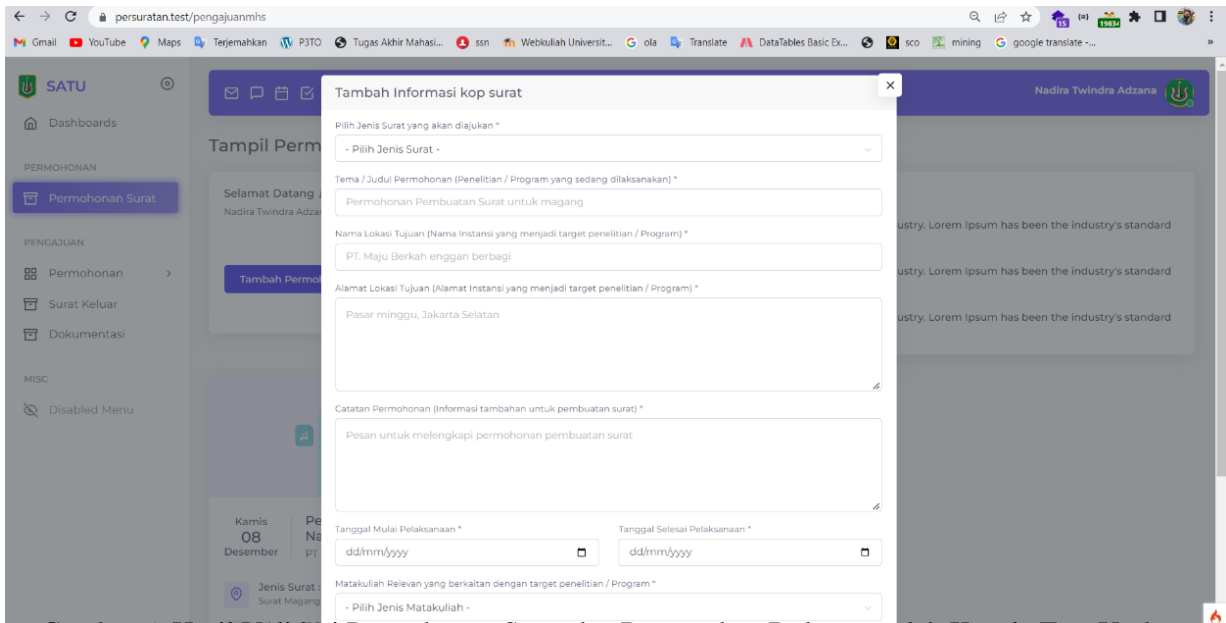 persuratan.test/pengajuanmhs
Gmail YouTube Maps Terjemahkan P3TO Tugas Akhir Mahasi... ssn Webkuliah Universit... ola Translate DataTables Basic Ex... sco mining google translate -... »
SATU
Dashboards
PERMOHONAN
Permohonan Surat
PENGAJUAN
Permohonan
Surat Keluar
Dokumentasi
MISC
Disabled Menu
Nadira Twindra Adzana
Tampil Perm
Selamat Datang
Nadira Twindra Adza
Tambah Permo
ustry. Lorem Ipsum has been the industry's standard
ustry. Lorem Ipsum has been the industry's standard
ustry. Lorem Ipsum has been the industry's standard
Kamis
08
Desember
Pe
Na
PT
Jenis Surat :
Surat Magang
Tambah Informasi kop surat
Pilih Jenis Surat yang akan diajukan *
- Pilih Jenis Surat -
Tema / Judul Permohonan (Penelitian / Program yang sedang dilaksanakan) *
Permohonan Pembuatan Surat untuk magang
Nama Lokasi Tujuan (Nama Instansi yang menjadi target penelitian / Program) *
PT. Maju Berkah enggan berbagi
Alamat Lokasi Tujuan (Alamat Instansi yang menjadi target penelitian / Program) *
Pasar minggu, Jakarta Selatan
Catatan Permohonan (Informasi tambahan untuk pembuatan surat) *
Pesan untuk melengkapi permohonan pembuatan surat
Tanggal Mulai Pelaksanaan *
dd/mm/yyyy
Tanggal Selesai Pelaksanaan *
dd/mm/yyyy
Matakuliah Relevan yang berkaitan dengan target penelitian / Program *
- Pilih Jenis Matakuliah -